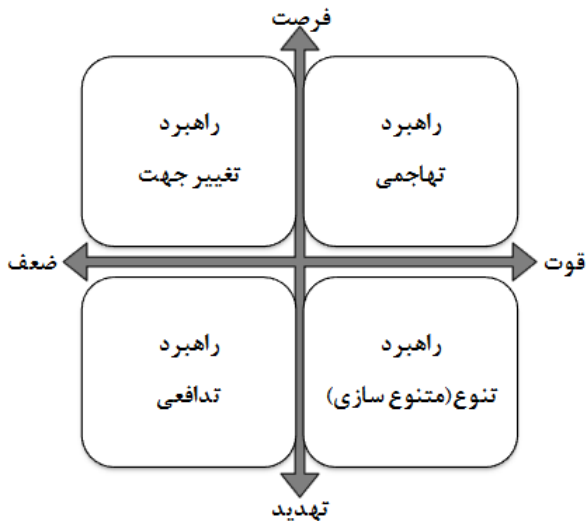 فرصت
راهبرد
تهاجمی
راهبرد
تغییر جهت
قوت
ضعف
راهبرد
تنوع(متنوع سازی)
راهبرد
تدافعی
تهدید